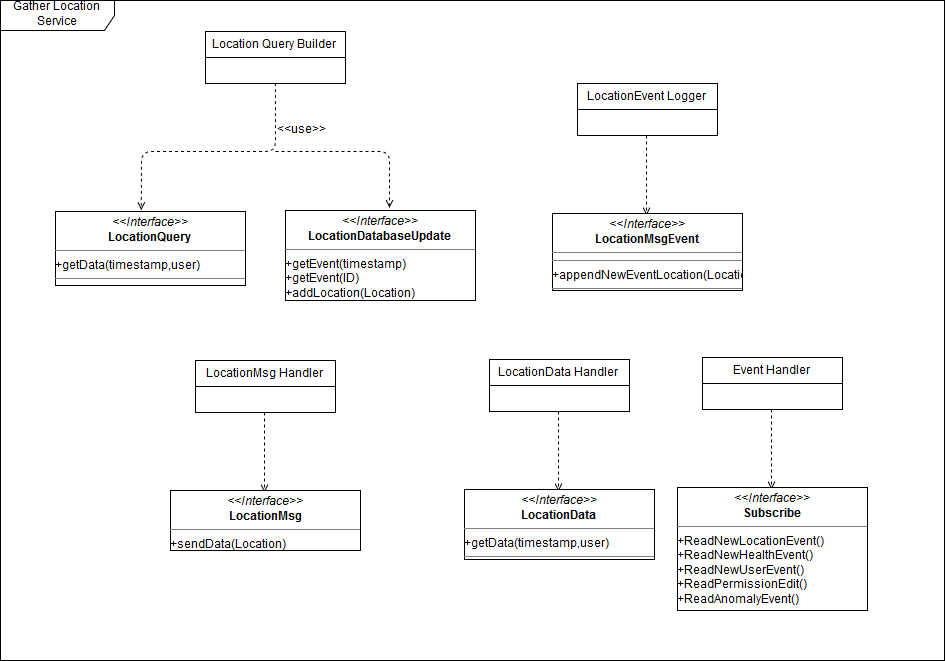 Gather Location
Service
Location Query Builder
<<use>>
LocationEvent Logger
<<Interface>>
LocationQuery
+getData(timestamp,user)
<<Interface>>
LocationDatabaseUpdate
+getEvent(timestamp)
+getEvent(ID)
+addLocation(Location)
<<Interface>>
LocationMsgEvent
+appendNewEventLocation(Locati
LocationMsg Handler
LocationData Handler
Event Handler
<<Interface>>
LocationMsg
+sendData(Location)
<<Interface>>
LocationData
+getData(timestamp,user)
<<Interface>>
Subscribe
+ReadNewLocationEvent()
+ReadNewHealthEvent()
+ReadNewUserEvent()
+ReadPermissionEdit()
+ReadAnomalyEvent()